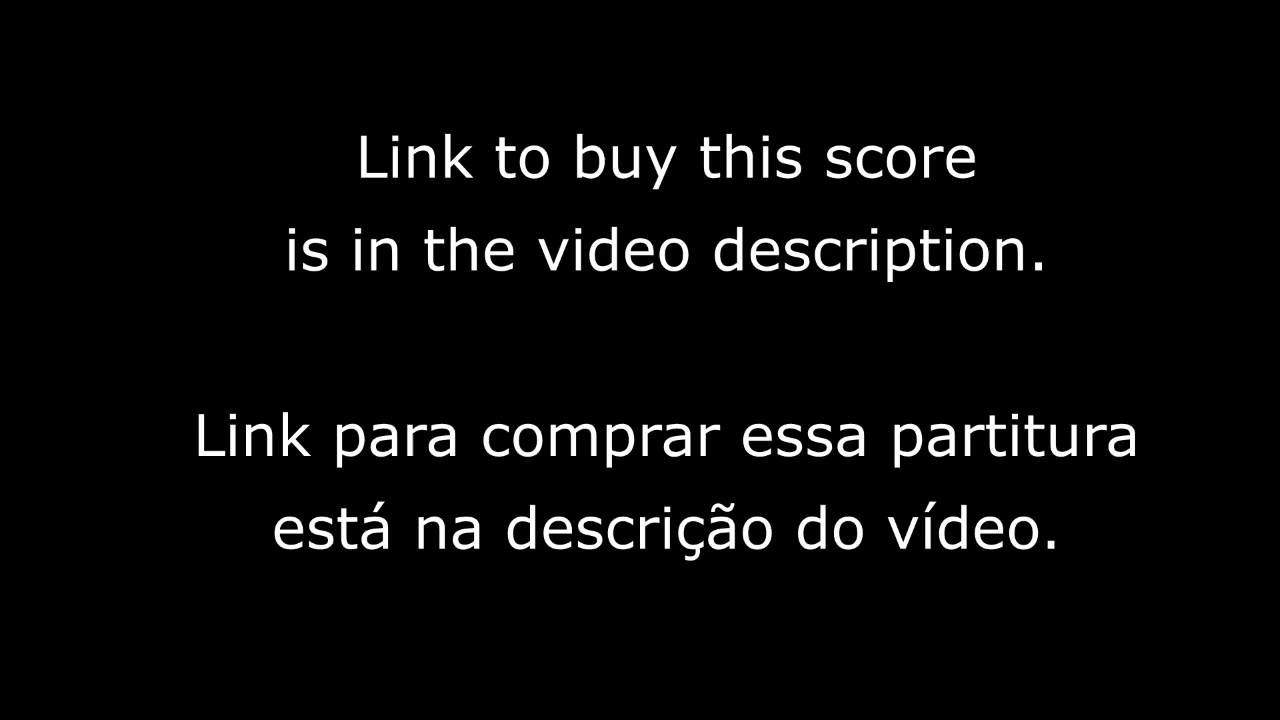 Link to buy this score
is in the video description.
Link para comprar essa partitura
está na descrição do vídeo.